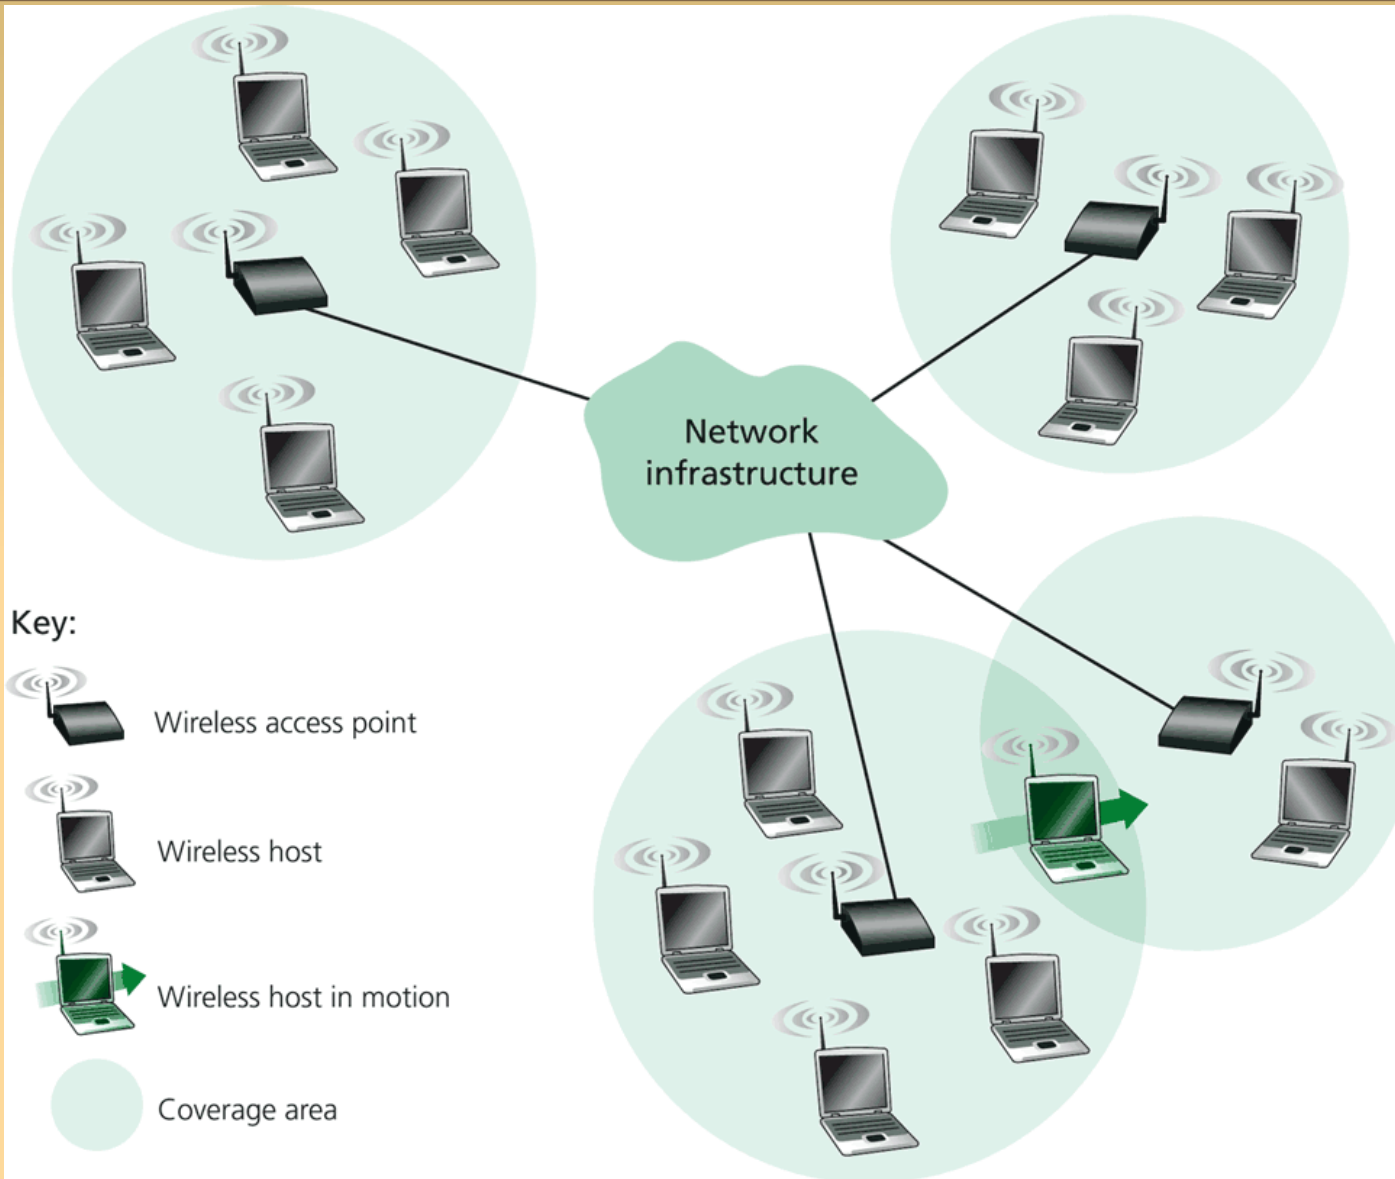 Network
infrastructure
Key:
Wireless access point
Wireless host
Wireless host in motion
Coverage area